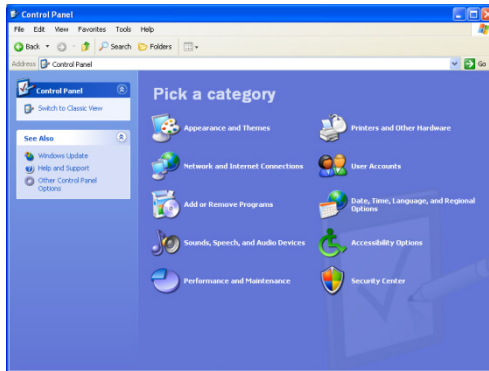 Control Panel
File Edit View Favorites Tools Help
Back Search Folders
Address Control Panel Go
Control Panel
Switch to Classic View
See Also
Windows Update
Help and Support
Other Control Panel
Options
Pick a category
Appearance and Themes
Printers and Other Hardware
Network and Internet Connections
User Accounts
Add or Remove Programs
Date, Time, Language, and Regional
Options
Sounds, Speech, and Audio Devices
Accessibility Options
Performance and Maintenance
Security Center